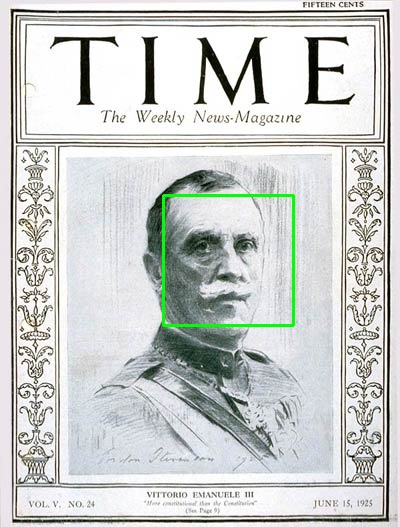 FIFTEEN CENTS
TIME
The Weekly News-Magazine
VITTORIO EMANUELE III
"More constitutional than the Constitution"
(See Page 9)
VOL. V. NO. 24
JUNE 15, 1925